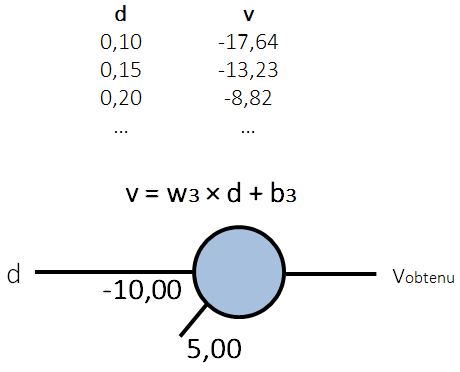 d v
0,10 -17,64
0,15 -13,23
0,20 -8,82
... ...
v = w3 × d + b3
d
-10,00
Vobtenu
5,00